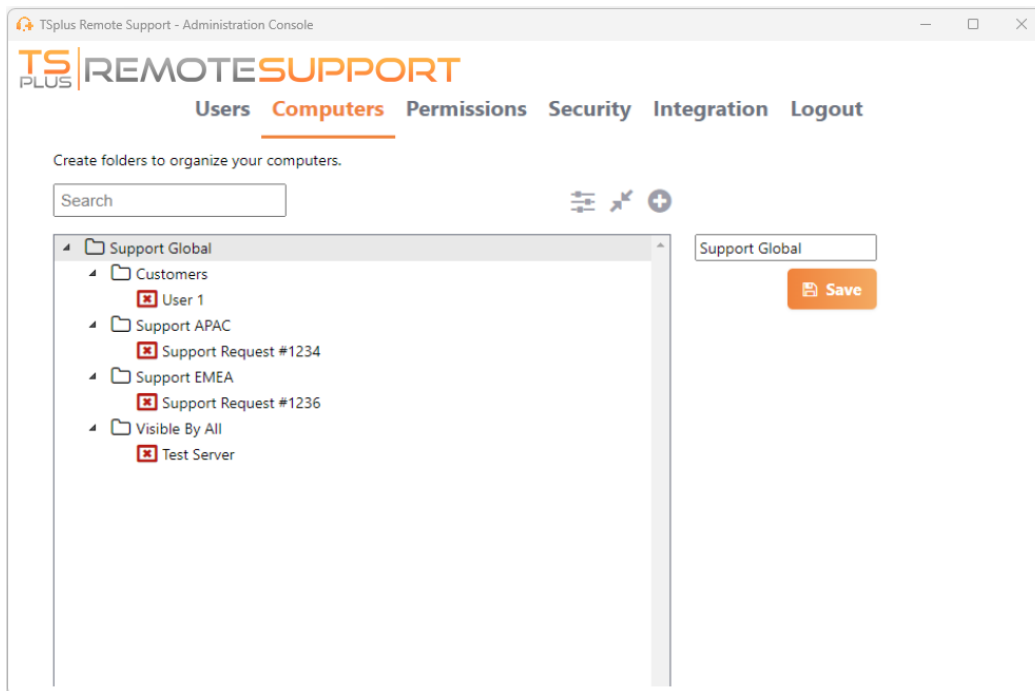 TSplus Remote Support - Administration Console
TS PLUS REMOTESUPPORT
Users Computers Permissions Security Integration Logout
Create folders to organize your computers.
Search
Support Global
Support Global
Customers
Save
User 1
Support APAC
Support Request #1234
Support EMEA
Support Request #1236
Visible By All
Test Server